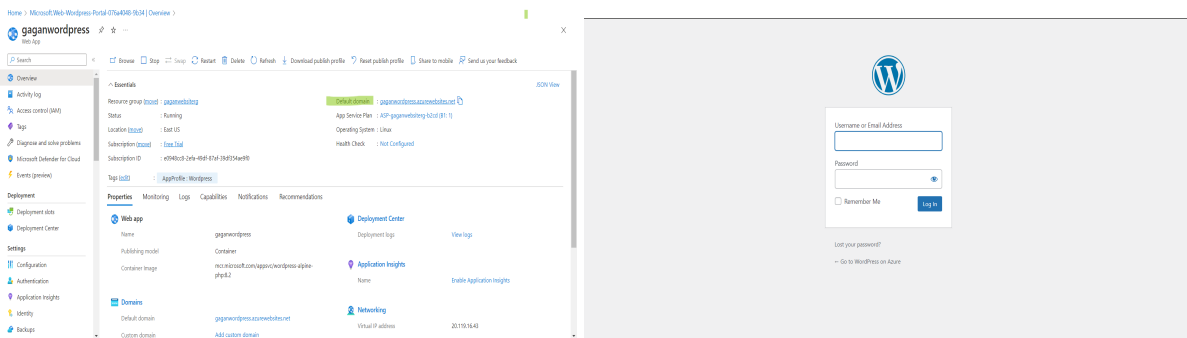 Home > Microsoft.Web-Wordpress-Portal-076a4048-9b34 | Overview >
gaganwordpress
Web App
Search
Overview
Activity log
Access control (IAM)
Tags
Diagnose and solve problems
Microsoft Defender for Cloud
Events (preview)
Deployment
Deployment slots
Deployment Center
Settings
Configuration
Authentication
Application Insights
Identity
Backups
Browse Stop Swap Restart Delete Refresh Download publish profile Reset publish profile Share to mobile Send us your feedback
Essentials
JSON View
Resource group (move) : gaganwebsiterg
Status : Running
Location (move) : East US
Subscription (move) : Free Trial
Subscription ID
Tags (edit) : AppProfile : Wordpress
Default domain : gaganwordpress.azurewebsites.net
App Service Plan : ASP-gaganwebsiterg-b2cd (B1: 1)
Operating System : Linux
Health Check : Not Configured
Properties Monitoring Logs Capabilities Notifications Recommendations
Web app
Name gaganwordpress
Publishing model Container
Container Image mcr.microsoft.com/appsvc/wordpress-alpine-
php:8.2
Domains
Default domain gaganwordpress.azurewebsites.net
Custom domain Add custom domain
Deployment Center
Deployment logs View logs
Application Insights
Name Enable Application Insights
Networking
Virtual IP address 20.119.16.43
Username or Email Address
Password
Remember Me
Log In
Lost your password?
← Go to WordPress on Azure